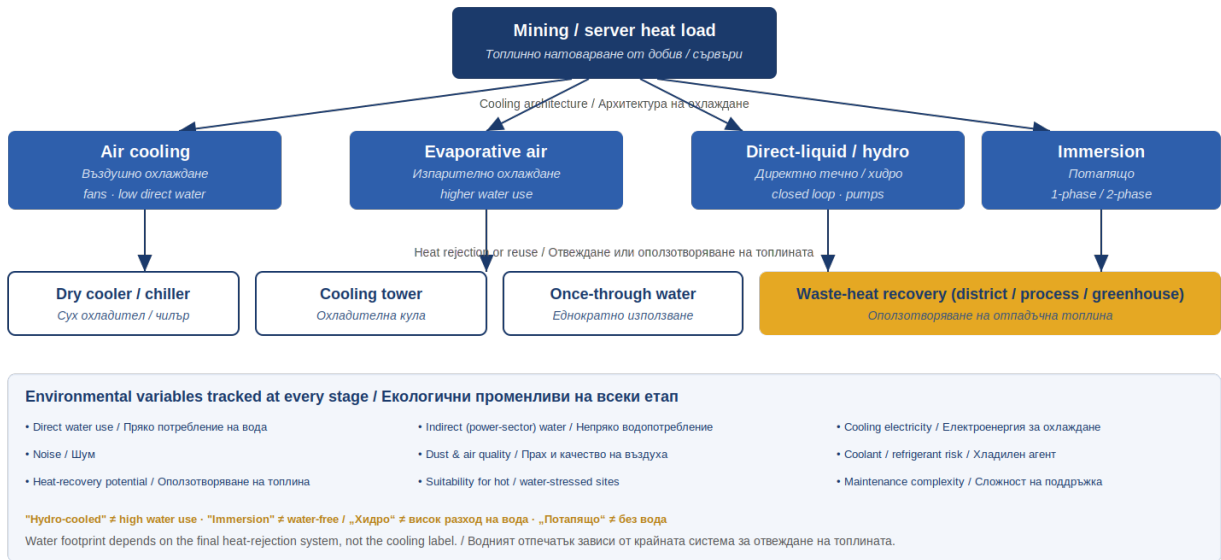 Mining / server heat load
Топлинно натоварване от добив / сървъри
Cooling architecture / Архитектура на охлаждане
Air cooling
Въздушно охлаждане
fans · low direct water
Evaporative air
Изпарително охлаждане
higher water use
Direct-liquid / hydro
Директно течно / хидро
closed loop · pumps
Immersion
Потапящо
1-phase / 2-phase
Heat rejection or reuse / Отвеждане или оползотворяване на топлината
Dry cooler / chiller
Сух охладител / чилър
Cooling tower
Охладителна кула
Once-through water
Еднократно използване
Waste-heat recovery (district / process / greenhouse)
Оползотворяване на отпадъчна топлина
Environmental variables tracked at every stage / Екологични променливи на всеки етап
• Direct water use / Пряко потребление на вода
• Indirect (power-sector) water / Непряко водопотребление
• Cooling electricity / Електроенергия за охлаждане
• Noise / Шум
• Dust & air quality / Прах и качество на въздуха
• Coolant / refrigerant risk / Хладилен агент
• Heat-recovery potential / Оползотворяване на топлина
• Suitability for hot / water-stressed sites
• Maintenance complexity / Сложност на поддръжка
"Hydro-cooled" ≠ high water use · "Immersion" ≠ water-free / „Хидро“ ≠ висок разход на вода · „Потапящо“ ≠ без вода
Water footprint depends on the final heat-rejection system, not the cooling label. / Водният отпечатък зависи от крайната система за отвеждане на топлината.